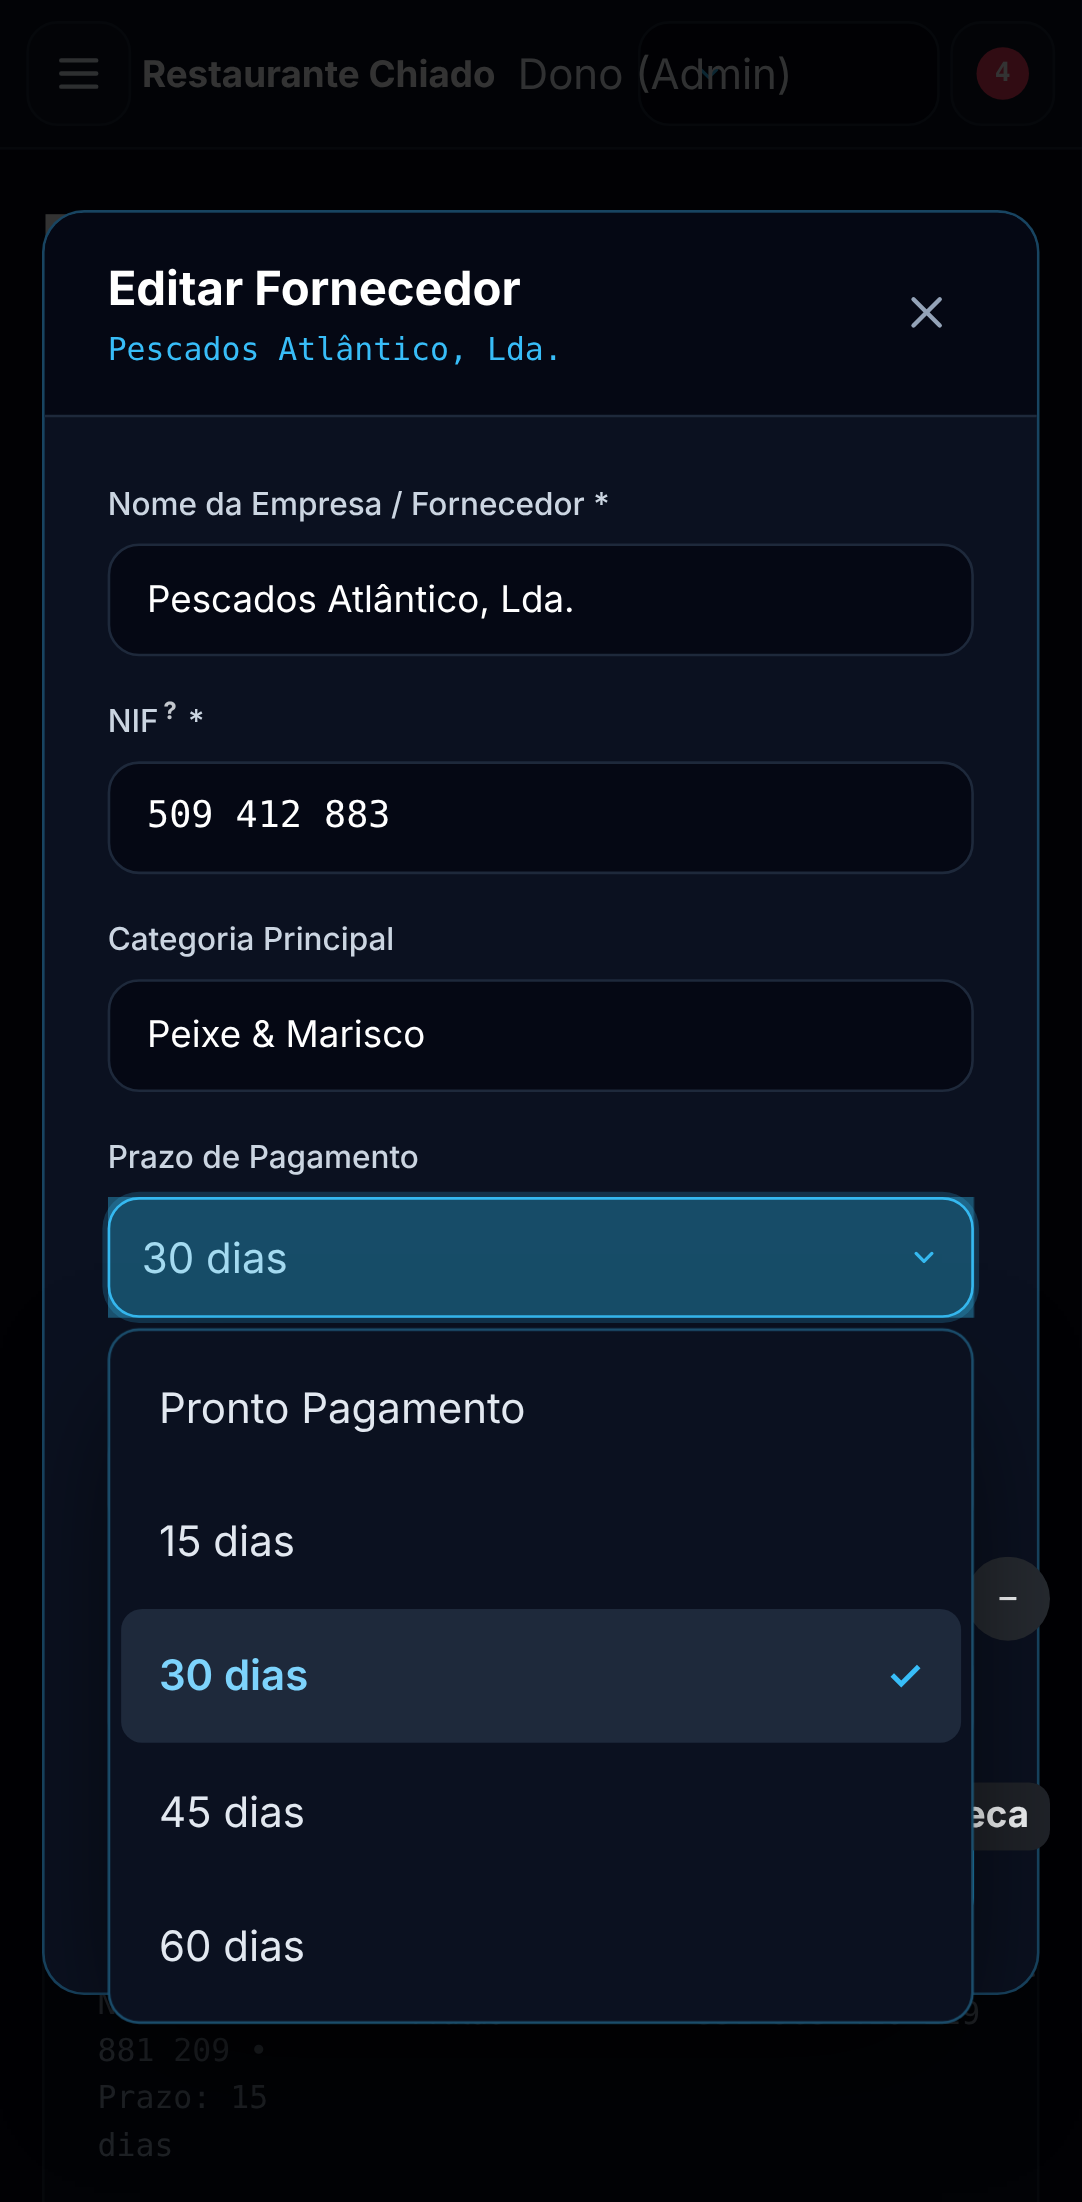 Restaurante Chiado Dono (Admin) 4
Editar Fornecedor
Pescados Atlântico, Lda.
Nome da Empresa / Fornecedor *
Pescados Atlântico, Lda.
NIF ? *
509 412 883
Categoria Principal
Peixe & Marisco
Prazo de Pagamento
30 dias
Pronto Pagamento
15 dias
30 dias
45 dias
eca
60 dias
881 209 •
Prazo: 15
dias